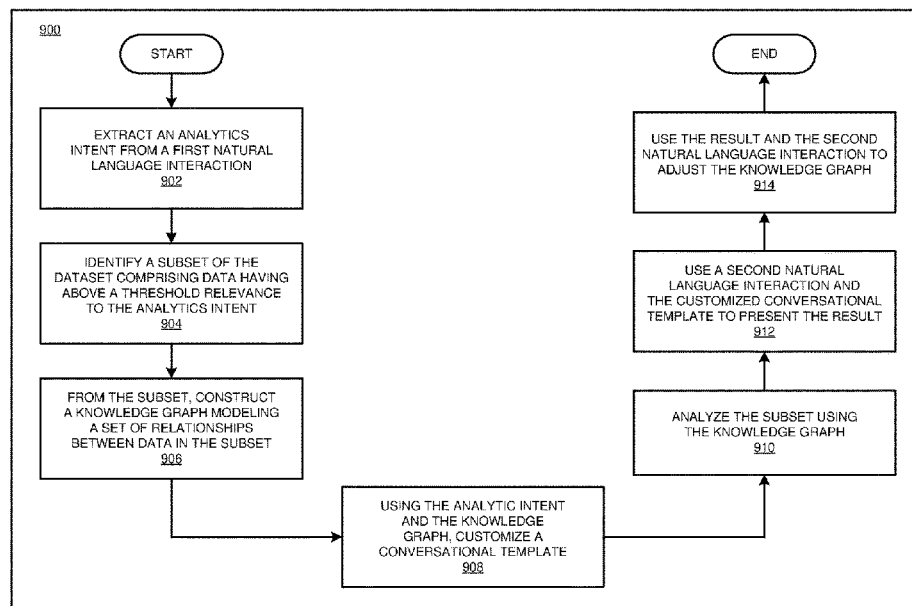 900
START
EXTRACT AN ANALYTICS
INTENT FROM A FIRST NATURAL
LANGUAGE INTERACTION
902
IDENTIFY A SUBSET OF THE
DATASET COMPRISING DATA HAVING
ABOVE A THRESHOLD RELEVANCE
TO THE ANALYTICS INTENT
904
FROM THE SUBSET, CONSTRUCT
A KNOWLEDGE GRAPH MODELING
A SET OF RELATIONSHIPS
BETWEEN DATA IN THE SUBSET
906
USING THE ANALYTIC INTENT
AND THE KNOWLEDGE
GRAPH, CUSTOMIZE A
CONVERSATIONAL TEMPLATE
908
ANALYZE THE SUBSET USING
THE KNOWLEDGE GRAPH
910
USE A SECOND NATURAL
LANGUAGE INTERACTION AND
THE CUSTOMIZED CONVERSATIONAL
TEMPLATE TO PRESENT THE RESULT
912
USE THE RESULT AND THE SECOND
NATURAL LANGUAGE INTERACTION TO
ADJUST THE KNOWLEDGE GRAPH
914
END